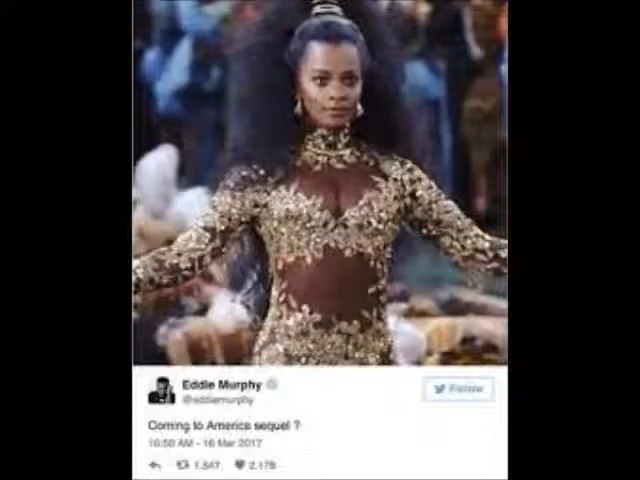 Eddie Murphy
@eddiemurphy
Follow
Coming to America sequel ?
10:50 AM - 16 Mar 2017
1,547 2,178